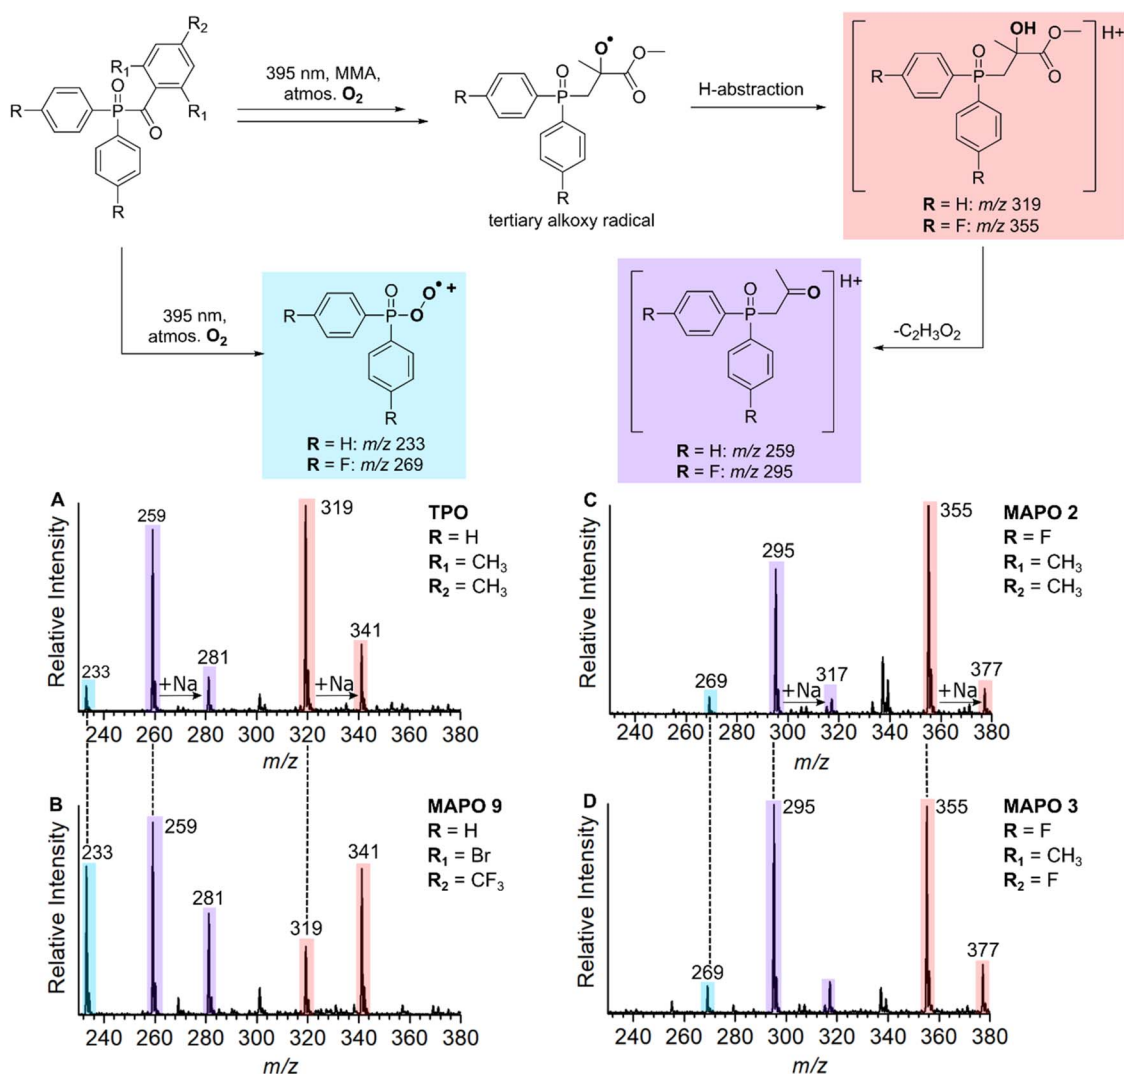 R₂
R₁
O
P
R₁
O
R
R
395 nm, MMA,
atmos. O₂
O•
O
O
P
O
R
R
tertiary alkoxy radical
H-abstraction
OH
O
O
P
O
R
R
H+
R = H: m/z 319
R = F: m/z 355
395 nm,
atmos. O₂
O
O• +
P
O
R
R
R = H: m/z 233
R = F: m/z 269
O
O
P
R
R
H+
R = H: m/z 259
R = F: m/z 295
-C₂H₃O₂
A
Relative Intensity
259
319
TPO
R = H
R₁ = CH₃
R₂ = CH₃
233
281
341
+Na
+Na
240 260 280 300 320 340 360 380
m/z
C
Relative Intensity
355
MAPO 2
R = F
R₁ = CH₃
R₂ = CH₃
295
269
317
377
+Na
+Na
240 260 280 300 320 340 360 380
m/z
B
Relative Intensity
MAPO 9
R = H
R₁ = Br
R₂ = CF₃
233
259
281
319
341
240 260 280 300 320 340 360 380
m/z
D
Relative Intensity
295
355
MAPO 3
R = F
R₁ = CH₃
R₂ = F
269
377
240 260 280 300 320 340 360 380
m/z